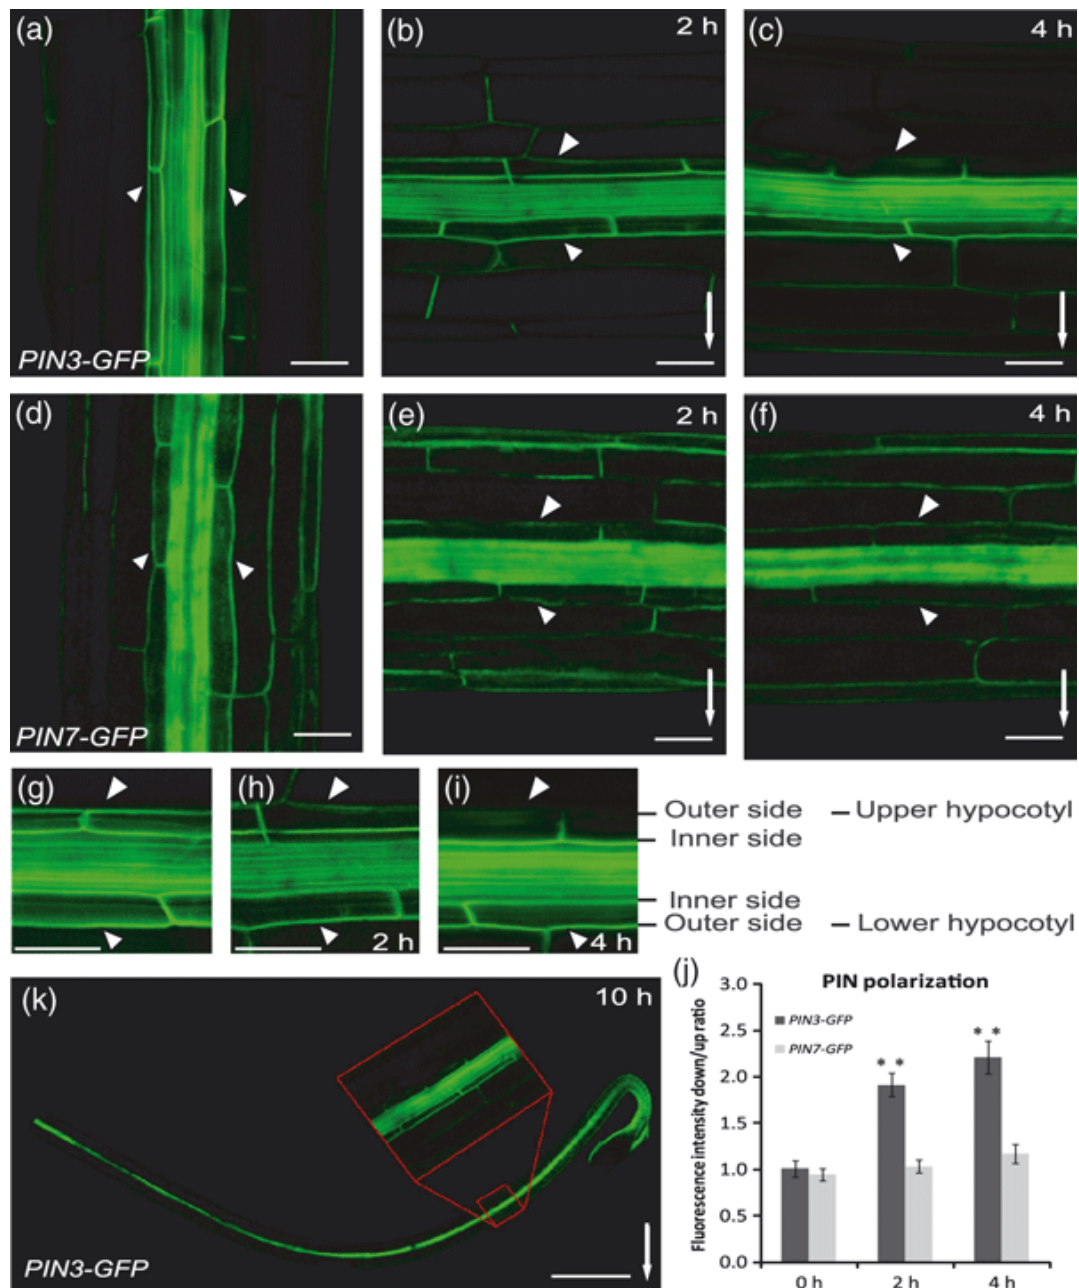 (a)
PIN3-GFP
(b)
2 h
(c)
4 h
(d)
PIN7-GFP
(e)
2 h
(f)
4 h
(g)
(h)
2 h
(i)
4 h
Outer side — Upper hypocotyl
Inner side
Inner side
Outer side — Lower hypocotyl
(k)
10 h
PIN3-GFP
(j)
PIN polarization
Fluorescence intensity down/up ratio
3.0
2.5
2.0
1.5
1.0
0.5
0.0
PIN3-GFP
PIN7-GFP
* *
* *
0 h
2 h
4 h